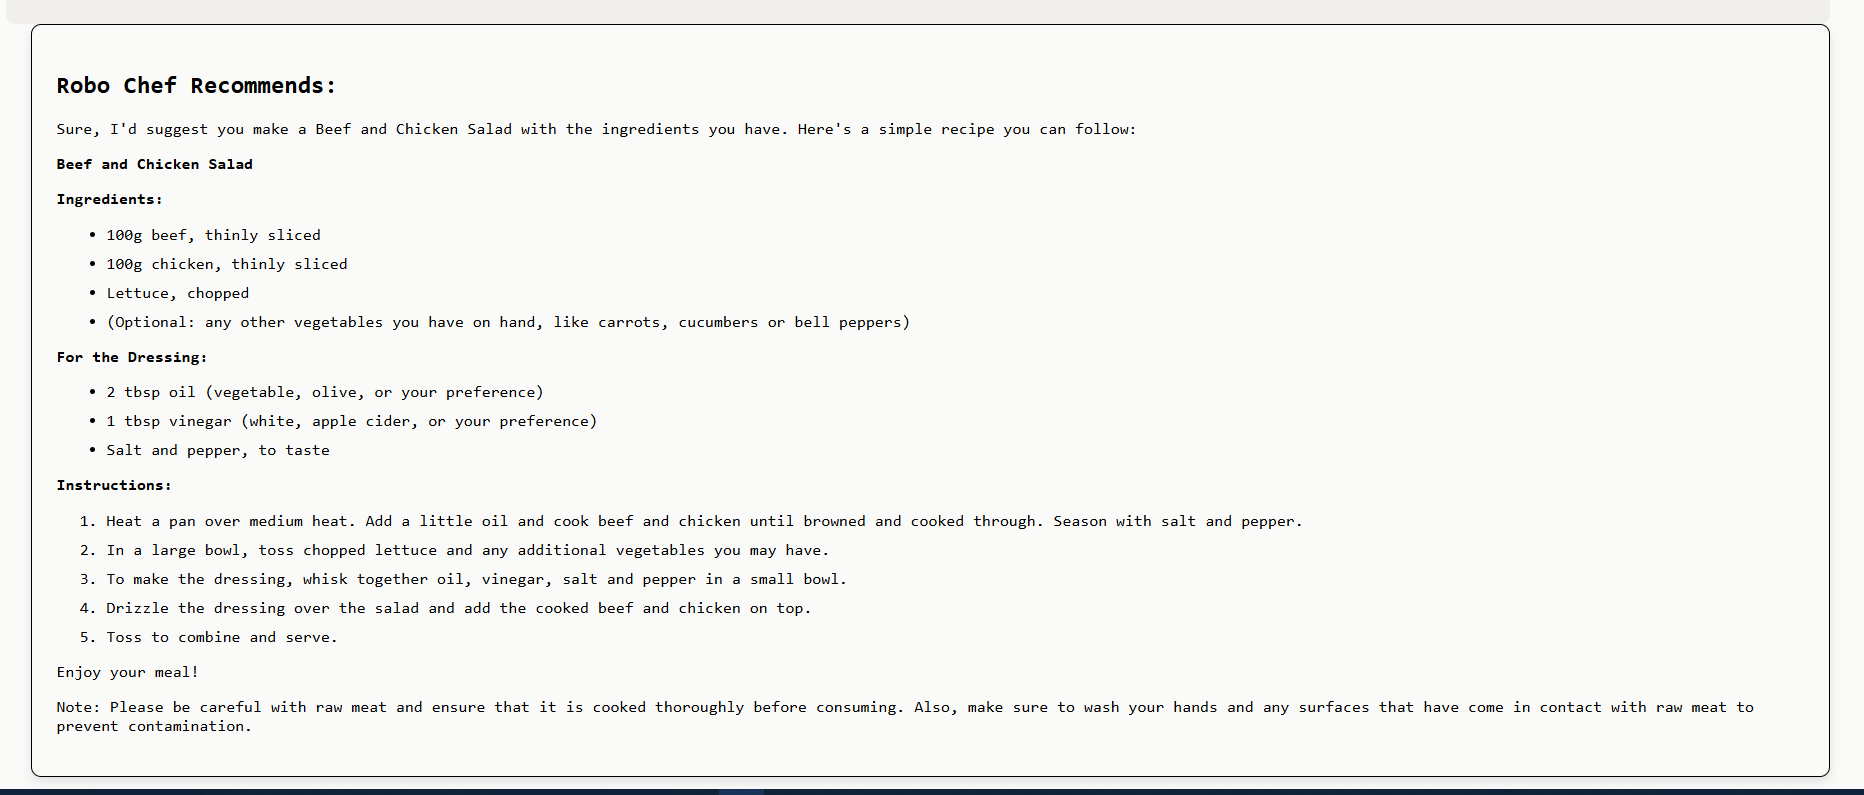 Robo Chef Recommends:
Sure, I'd suggest you make a Beef and Chicken Salad with the ingredients you have. Here's a simple recipe you can follow:
Beef and Chicken Salad
Ingredients:
• 100g beef, thinly sliced
• 100g chicken, thinly sliced
• Lettuce, chopped
• (Optional: any other vegetables you have on hand, like carrots, cucumbers or bell peppers)
For the Dressing:
• 2 tbsp oil (vegetable, olive, or your preference)
• 1 tbsp vinegar (white, apple cider, or your preference)
• Salt and pepper, to taste
Instructions:
1. Heat a pan over medium heat. Add a little oil and cook beef and chicken until browned and cooked through. Season with salt and pepper.
2. In a large bowl, toss chopped lettuce and any additional vegetables you may have.
3. To make the dressing, whisk together oil, vinegar, salt and pepper in a small bowl.
4. Drizzle the dressing over the salad and add the cooked beef and chicken on top.
5. Toss to combine and serve.
Enjoy your meal!
Note: Please be careful with raw meat and ensure that it is cooked thoroughly before consuming. Also, make sure to wash your hands and any surfaces that have come in contact with raw meat to
prevent contamination.